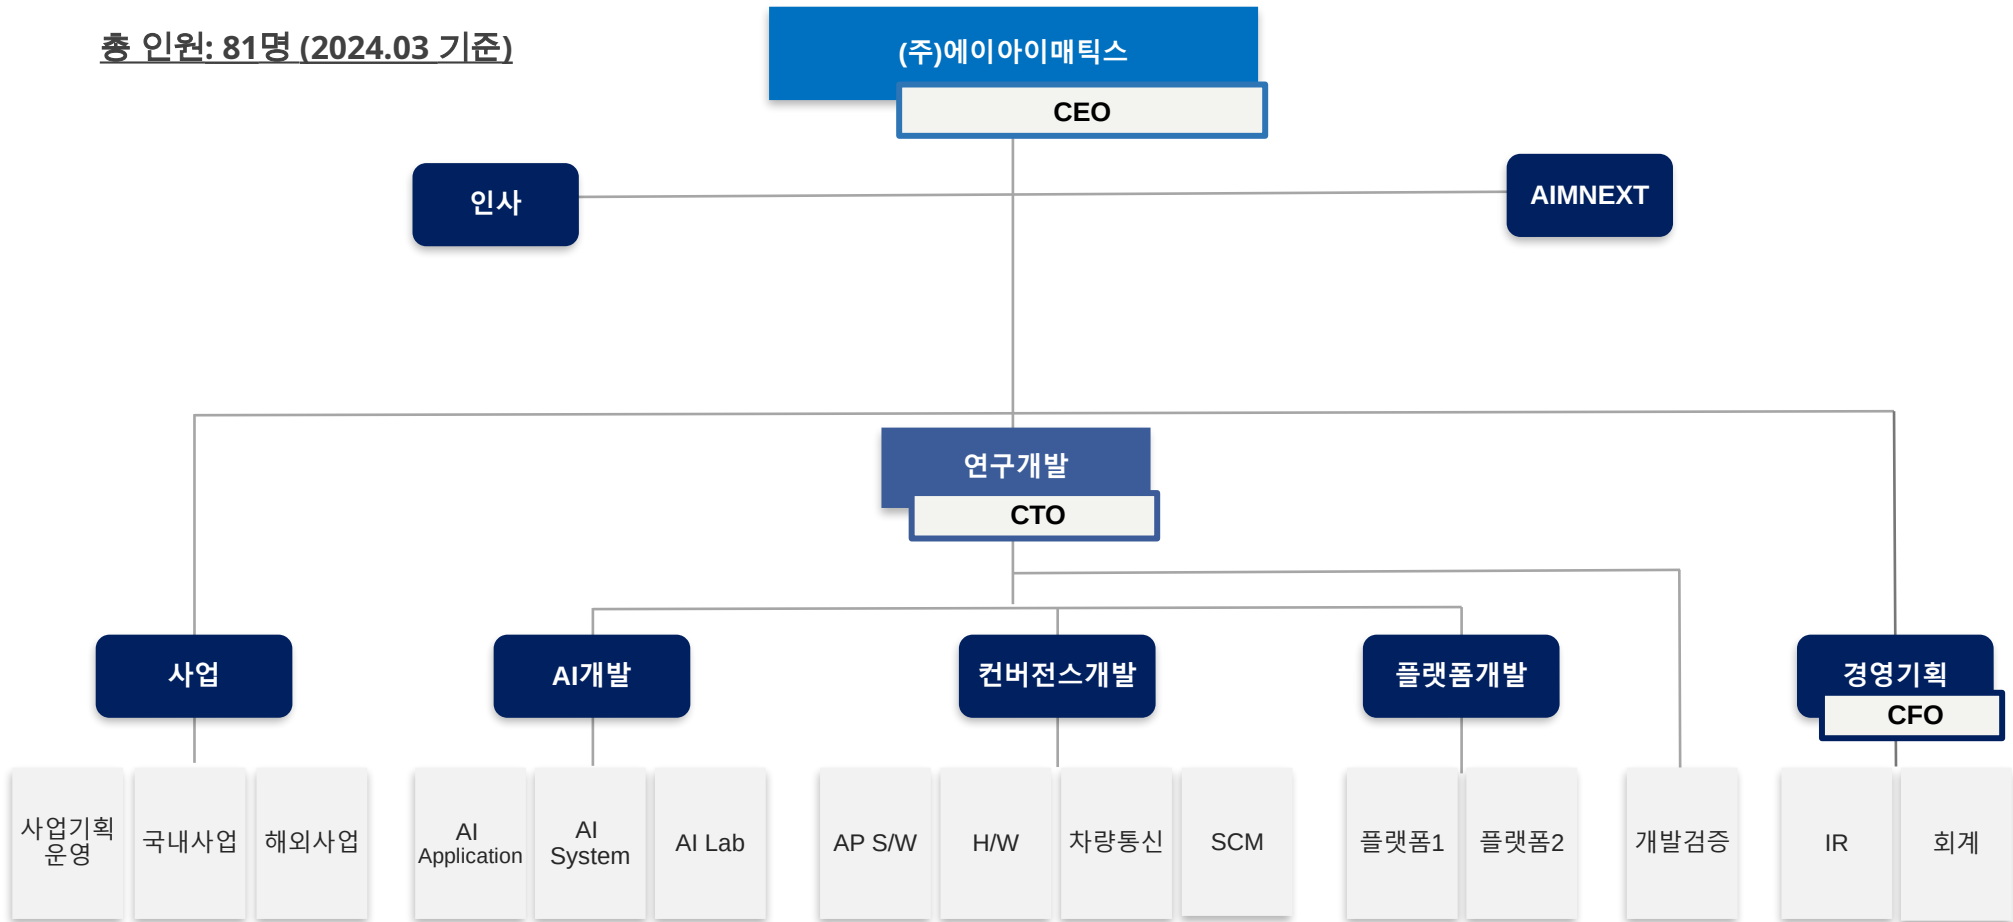 총 인원: 81명 (2024.03 기준)
(주)에이아이매틱스
CEO
인사
AIMNEXT
연구개발
CTO
사업
AI개발
컨버전스개발
플랫폼개발
경영기획
CFO
사업기획
운영
국내사업
해외사업
AI
Application
AI
System
AI Lab
AP S/W
H/W
차량통신
SCM
플랫폼1
플랫폼2
개발검증
IR
회계